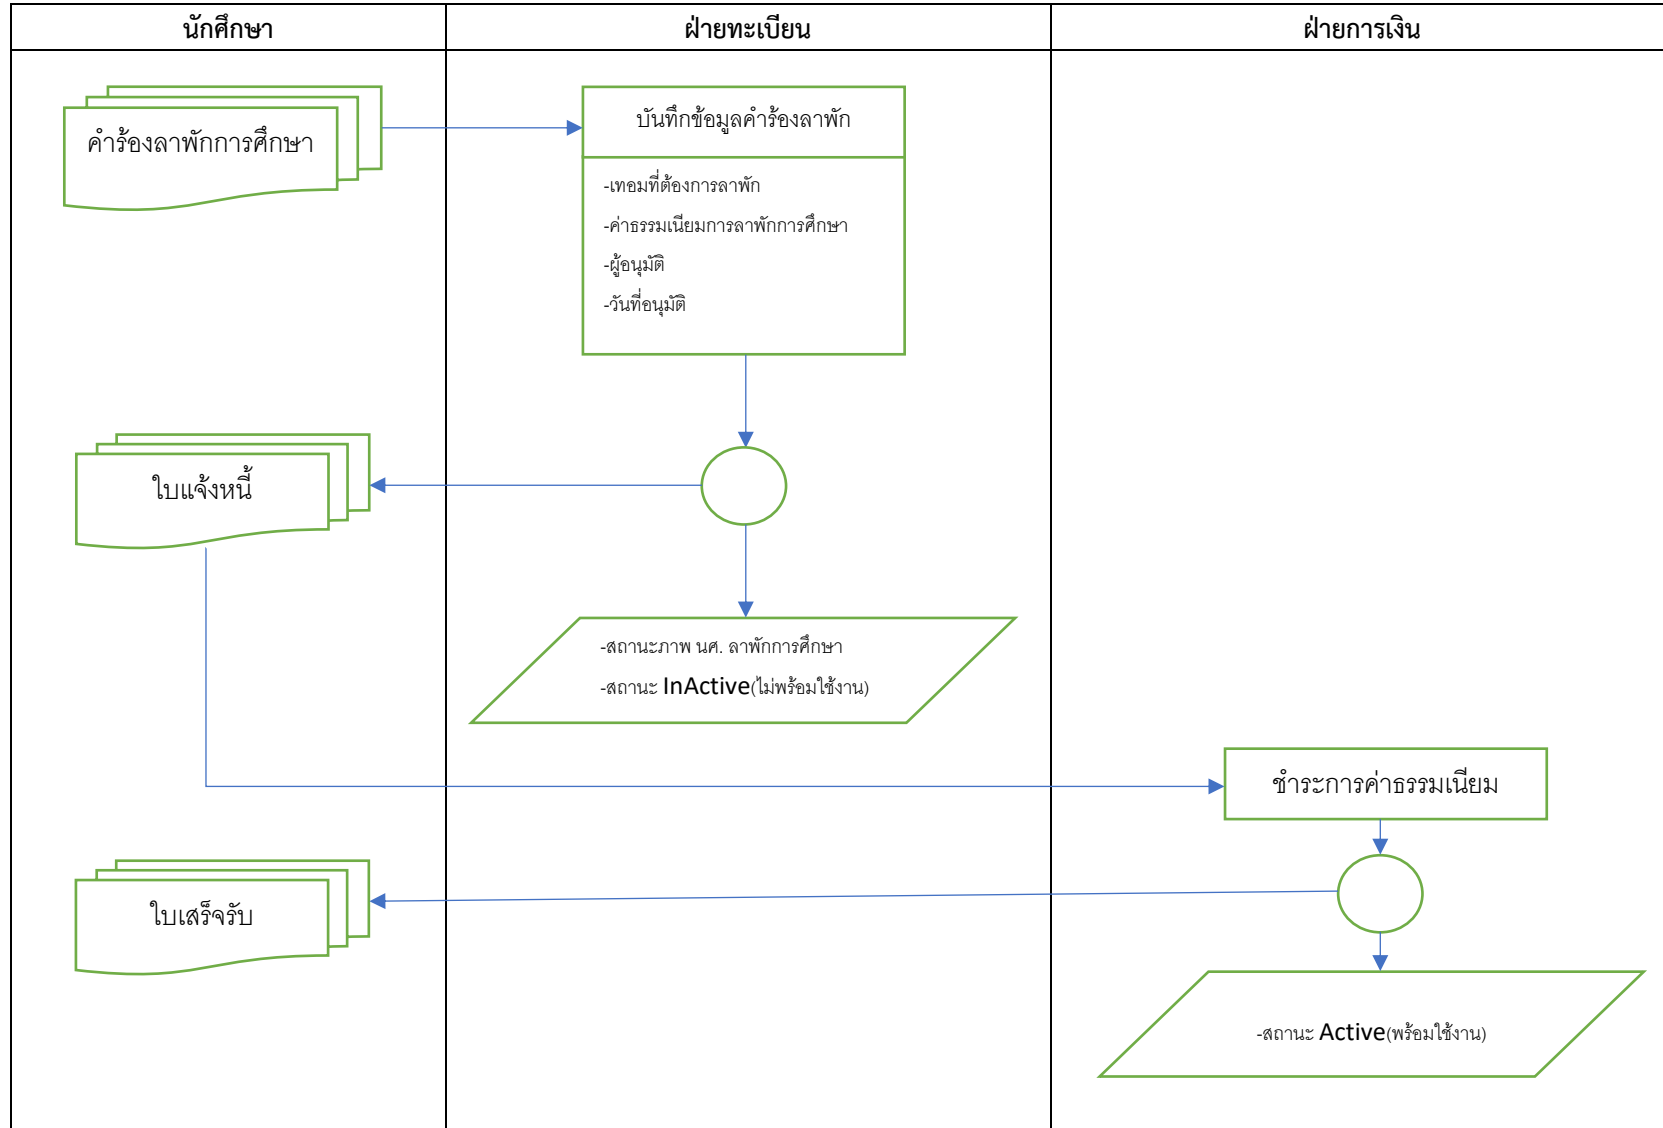 นักศึกษา
ฝ่ายทะเบียน
ฝ่ายการเงิน
คำร้องลาพักการศึกษา
บันทึกข้อมูลคำร้องลาพัก
-เทอมที่ต้องการลาพัก
-ค่าธรรมเนียมการลาพักการศึกษา
-ผู้อนุมัติ
-วันที่อนุมัติ
ใบแจ้งหนี้
-สถานะภาพ นศ. ลาพักการศึกษา
-สถานะ InActive(ไม่พร้อมใช้งาน)
ชำระการค่าธรรมเนียม
ใบเสร็จรับ
-สถานะ Active(พร้อมใช้งาน)